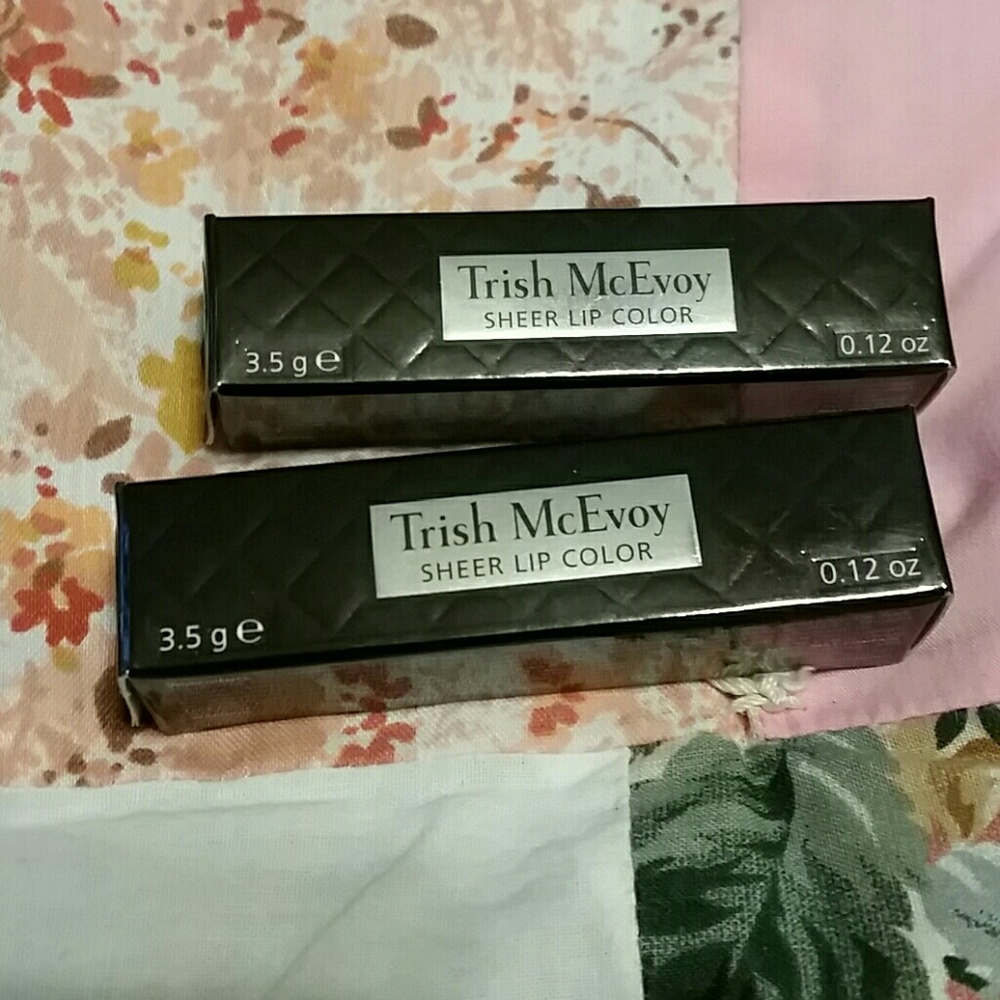 Trish McEvoy
SHEER LIP COLOR
3.5 g ℮
0.12 oz
Trish McEvoy
SHEER LIP COLOR
3.5 g ℮
0.12 oz